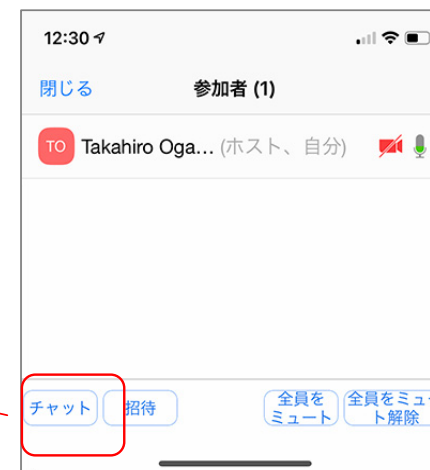 12:30
閉じる 参加者 (1)
TO Takahiro Oga... (ホスト、自分)
チャット 招待 全員を
ミュート 全員をミュー
ト解除